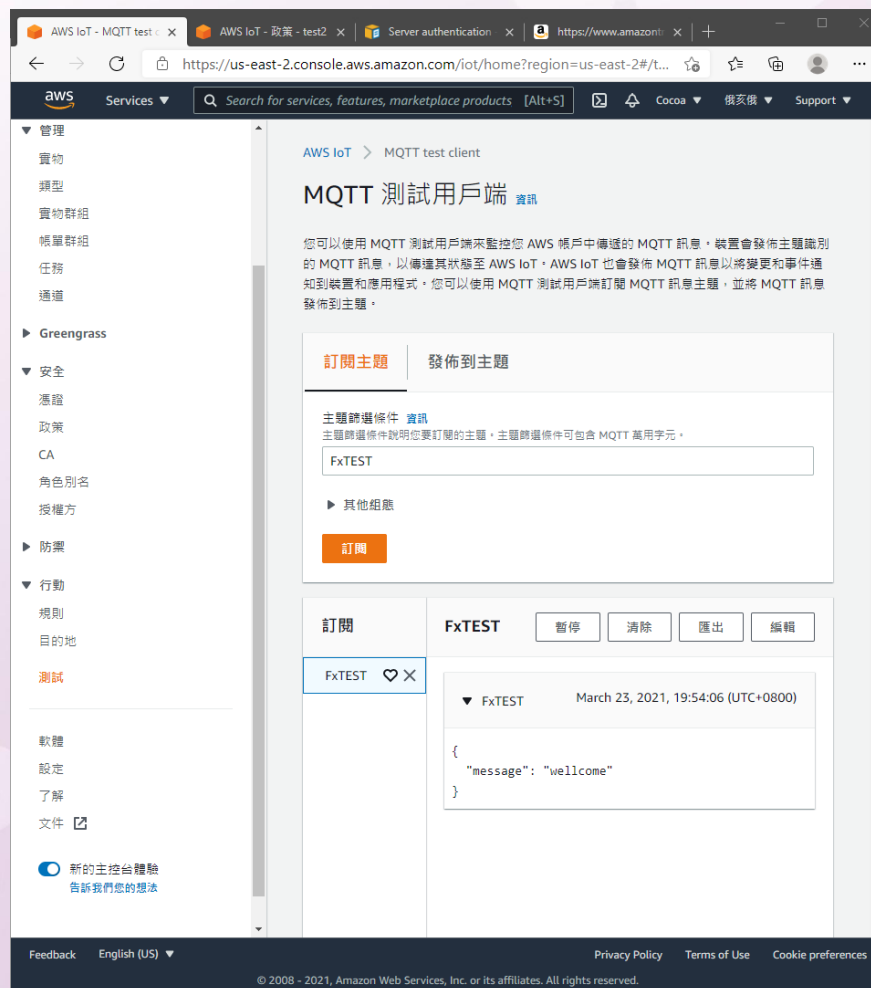 AWS IoT - MQTT test c
AWS IoT - 政策 - test2
Server authentication
https://www.amazont
https://us-east-2.console.aws.amazon.com/iot/home?region=us-east-2#/t...
aws
Services
Search for services, features, marketplace products [Alt+S]
Cocoa
俄亥俄
Support
管理
實物
類型
實物群組
帳單群組
任務
通道
Greengrass
安全
憑證
政策
CA
角色別名
授權方
防禦
行動
規則
目的地
測試
軟體
設定
了解
文件
新的主控台體驗
告訴我們您的想法
AWS IoT > MQTT test client
MQTT 測試用戶端 資訊
您可以使用 MQTT 測試用戶端來監控您 AWS 帳戶中傳遞的 MQTT 訊息。裝置會發佈主題識別
的 MQTT 訊息,以傳達其狀態至 AWS IoT。AWS IoT 也會發佈 MQTT 訊息以將變更和事件通
知到裝置和應用程式。您可以使用 MQTT 測試用戶端訂閱 MQTT 訊息主題,並將 MQTT 訊息
發佈到主題。
訂閱主題
發佈到主題
主題篩選條件 資訊
主題篩選條件說明您要訂閱的主題。主題篩選條件可包含 MQTT 萬用字元。
FxTEST
其他組態
訂閱
訂閱
FxTEST
FxTEST
暫停
清除
匯出
編輯
FxTEST
March 23, 2021, 19:54:06 (UTC+0800)
{
"message": "wellcome"
}
Feedback
English (US)
Privacy Policy
Terms of Use
Cookie preferences
© 2008 - 2021, Amazon Web Services, Inc. or its affiliates. All rights reserved.